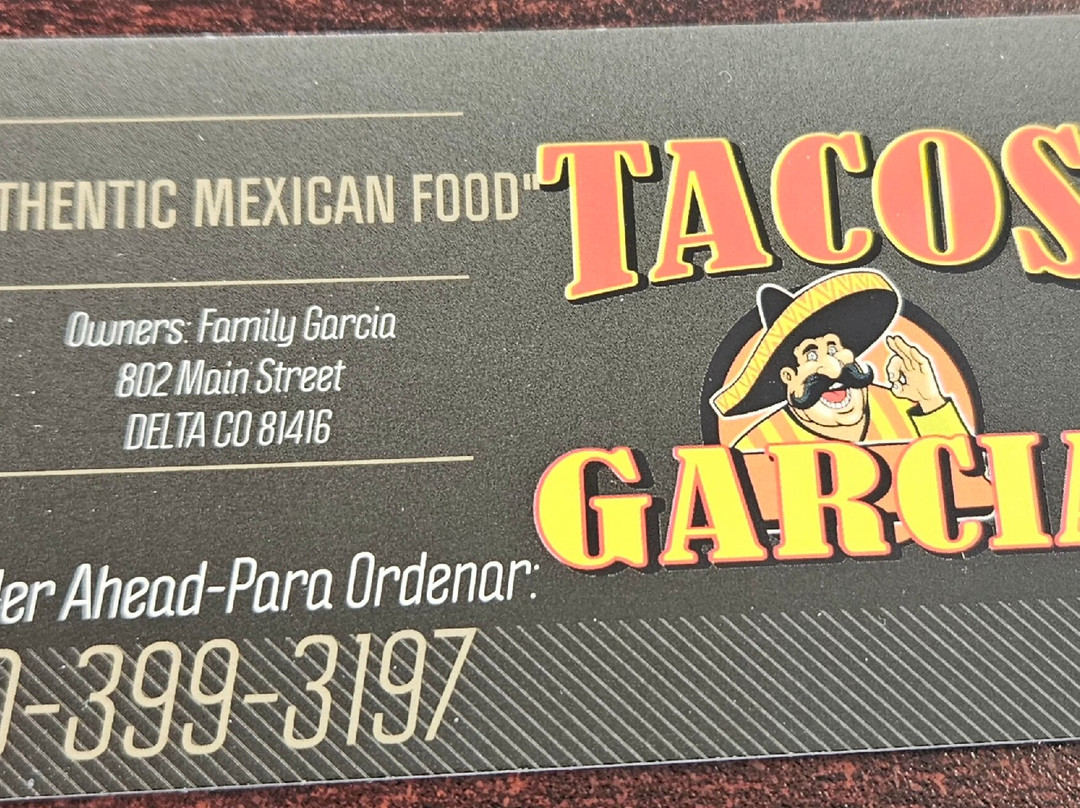 THENTIC MEXICAN FOOD"
Owners: Family Garcia
802 Main Street
DELTA CO 81416
der Ahead-Para Ordenar:
0-399-3197
TACOS
GARCIA